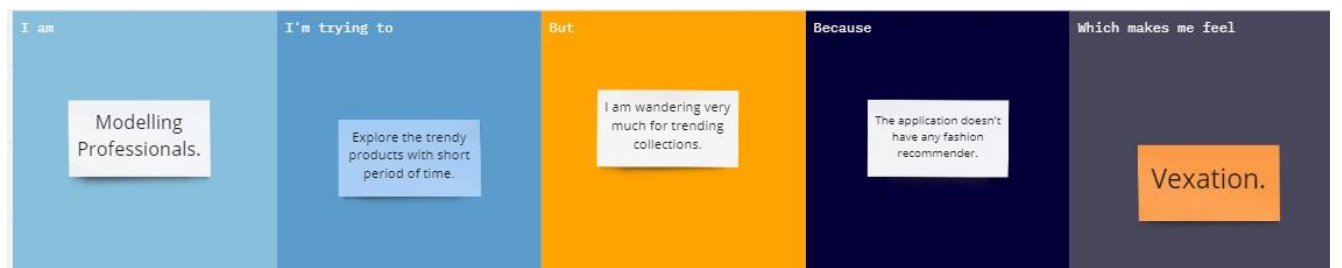 I am
Modelling
Professionals.
I'm trying to
Explore the trendy
products with short
period of time.
But
I am wandering very
much for trending
collections.
Because
The application doesn't
have any fashion
recommender.
Which makes me feel
Vexation.